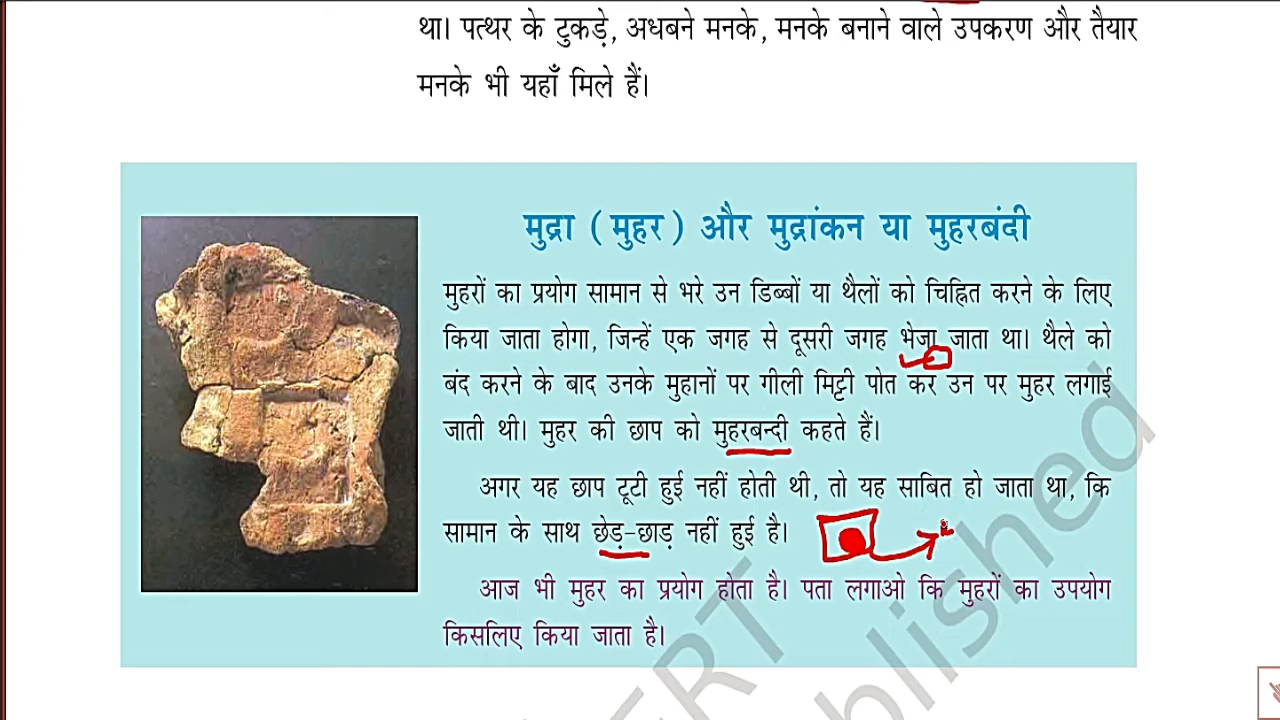 था। पत्थर के टुकड़े, अधबने मनके, मनके बनाने वाले उपकरण और तैयार
मनके भी यहाँ मिले हैं।
मुद्रा (मुहर) और मुद्रांकन या मुहरबंदी
मुहरों का प्रयोग सामान से भरे उन डिब्बों या थैलों को चिह्नित करने के लिए
किया जाता होगा, जिन्हें एक जगह से दूसरी जगह भेजा जाता था। थैले को
बंद करने के बाद उनके मुहानों पर गीली मिट्टी पोत कर उन पर मुहर लगाई
जाती थी। मुहर की छाप को मुहरबन्दी कहते हैं।
अगर यह छाप टूटी हुई नहीं होती थी, तो यह साबित हो जाता था, कि
सामान के साथ छेड़-छाड़ नहीं हुई है।
आज भी मुहर का प्रयोग होता है। पता लगाओ कि मुहरों का उपयोग
किसलिए किया जाता है।